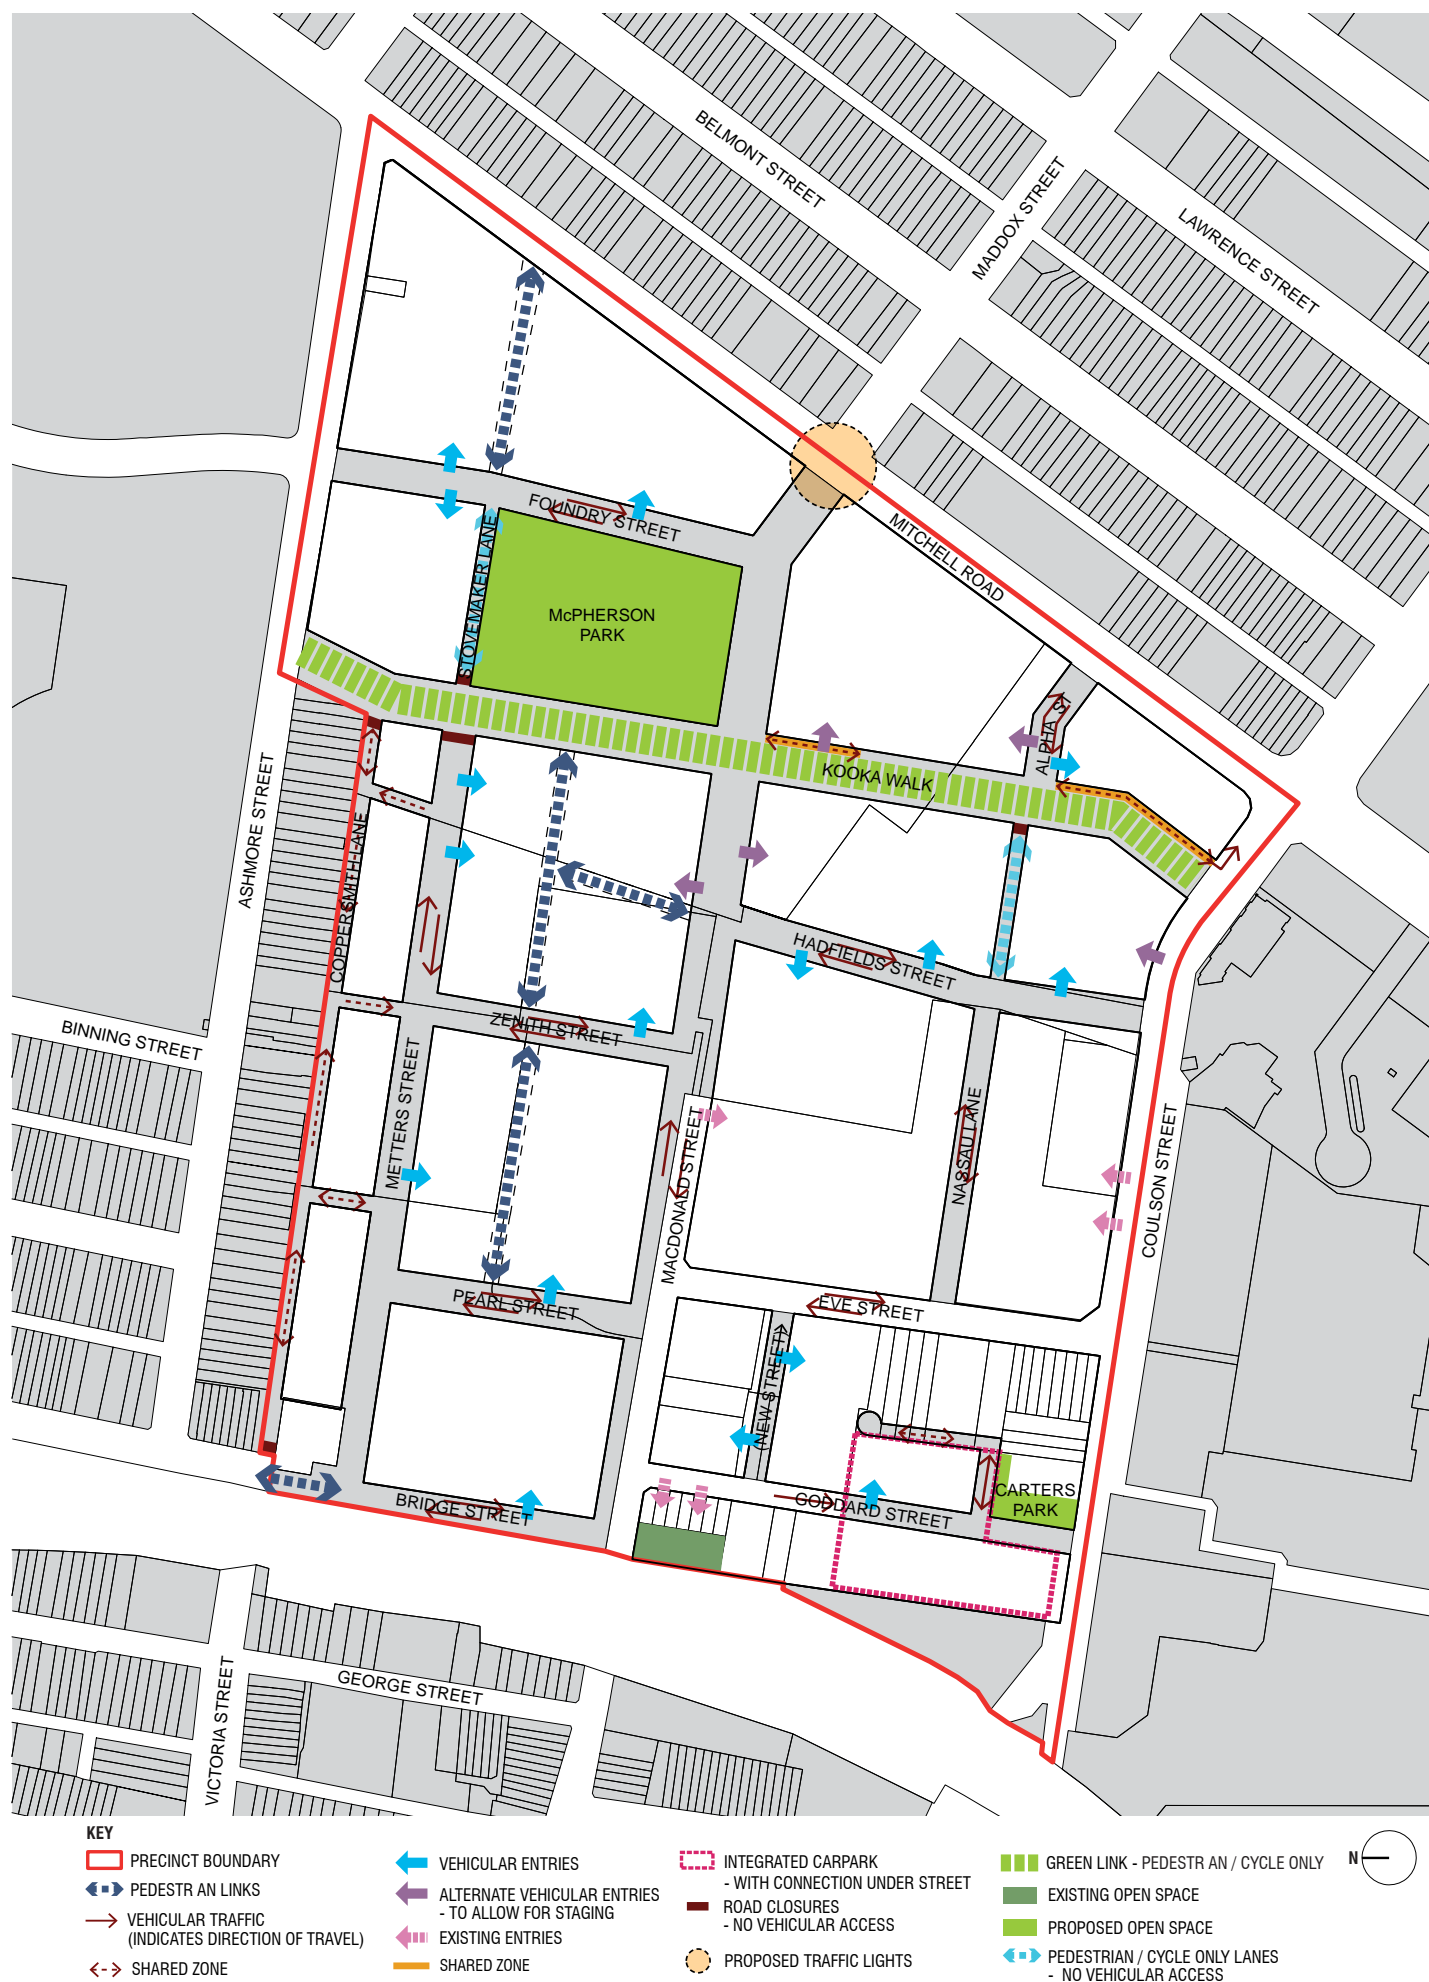 BELMONT STREET
MADDOX STREET
LAWRENCE STREET
FOUNDRY STREET
STOVEMAKER LANE
McPHERSON
PARK
MITCHELL ROAD
ALPHA ST
KOOKA WALK
ASHMORE STREET
COPPERSMITH LANE
HADFIELDS STREET
ZENITH STREET
BINNING STREET
METTERS STREET
MACDONALD STREET
NASSAU LANE
COULSON STREET
PEARL STREET
EVE STREET
(NEW STREET)
BRIDGE STREET
GODDARD STREET
CARTERS
PARK
GEORGE STREET
VICTORIA STREET
KEY
PRECINCT BOUNDARY
PEDESTR AN LINKS
VEHICULAR TRAFFIC
(INDICATES DIRECTION OF TRAVEL)
SHARED ZONE
VEHICULAR ENTRIES
ALTERNATE VEHICULAR ENTRIES
- TO ALLOW FOR STAGING
EXISTING ENTRIES
SHARED ZONE
INTEGRATED CARPARK
- WITH CONNECTION UNDER STREET
ROAD CLOSURES
- NO VEHICULAR ACCESS
PROPOSED TRAFFIC LIGHTS
GREEN LINK - PEDESTR AN / CYCLE ONLY
EXISTING OPEN SPACE
PROPOSED OPEN SPACE
PEDESTRIAN / CYCLE ONLY LANES
- NO VEHICULAR ACCESS
N